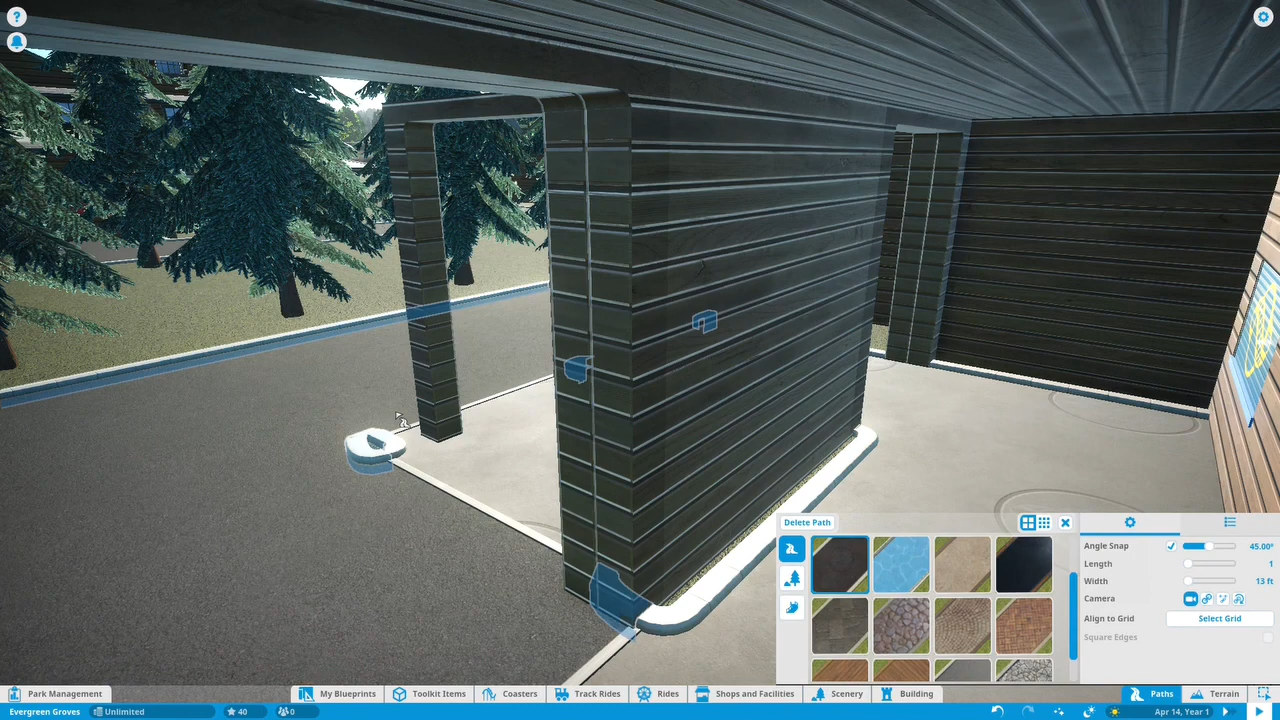 ?
Delete Path
Angle Snap 45.00°
Length 1
Width 13 ft
Camera
Align to Grid Select Grid
Square Edges
Park Management My Blueprints Toolkit Items Coasters Track Rides Rides Shops and Facilities Scenery Building Paths Terrain
Evergreen Groves Unlimited 40 0 Apr 14, Year 1